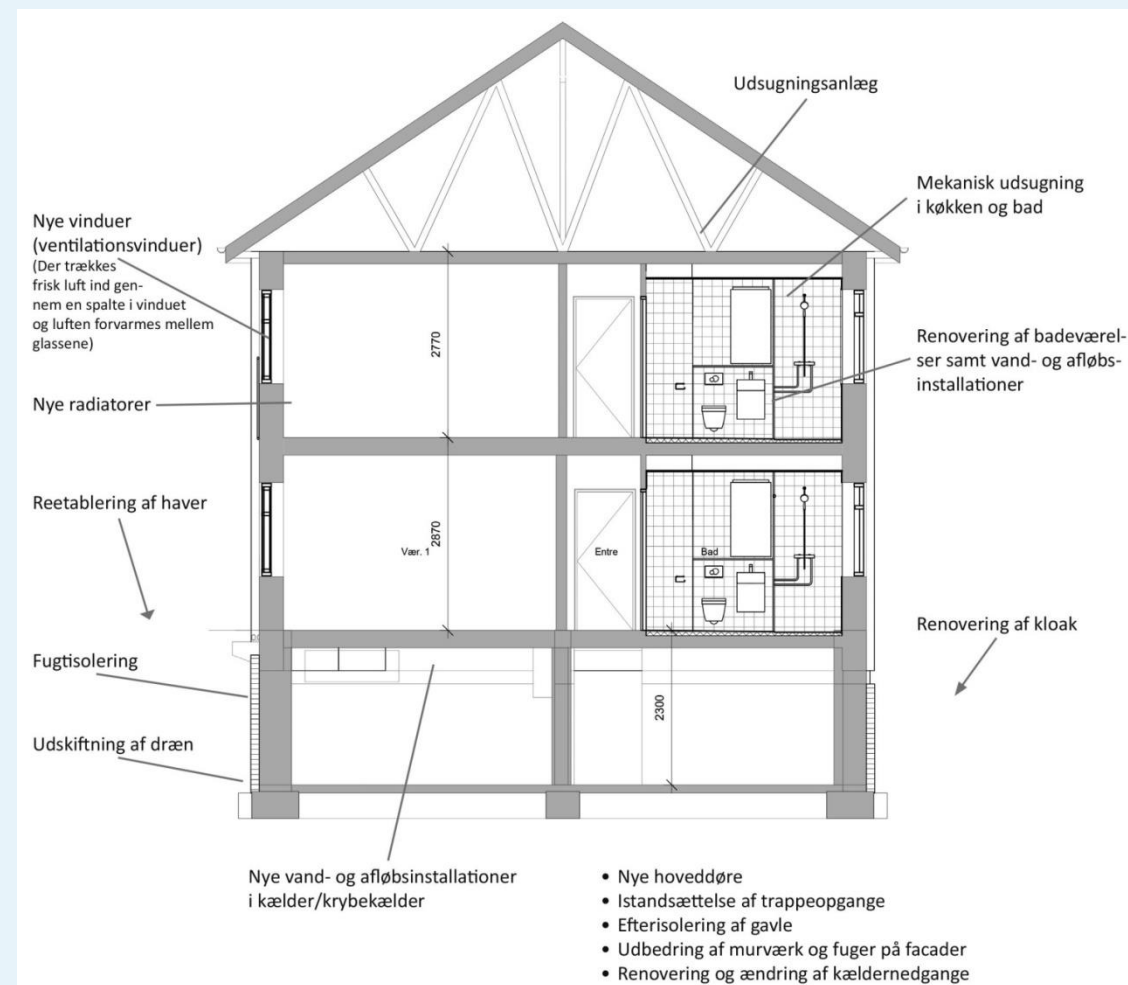 Udsugningsanlæg
Mekanisk udsugning
i køkken og bad
Nye vinduer
(ventilationsvinduer)
(Der trækkes
frisk luft ind gen-
nem en spalte i vinduet
og luften forvarmes mellem
glassene)
2770
Renovering af badeværel-
ser samt vand- og afløbs-
installationer
Nye radiatorer
Reetablering af haver
2870
Vær. 1
Entre
Bad
Renovering af kloak
Fugtisolering
2300
Udskiftning af dræn
Nye vand- og afløbsinstallationer
i kælder/krybekælder
• Nye hoveddøre
• Istandsættelse af trappeopgange
• Efterisolering af gavle
• Udbedring af murværk og fuger på facader
• Renovering og ændring af kældernedgange